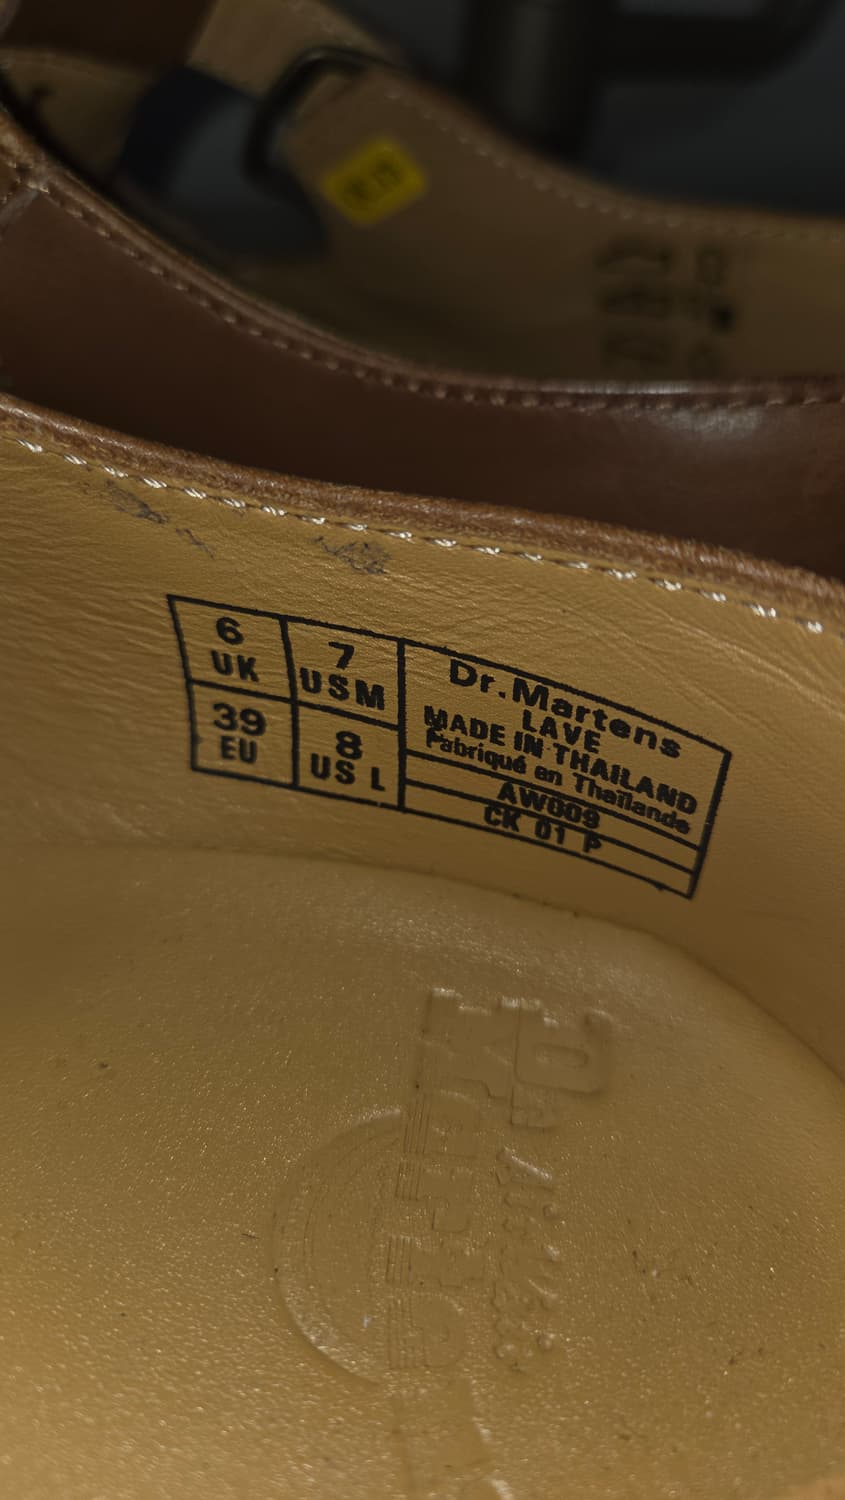 6
UK
7
USM
39
EU
8
US L
Dr.Martens
LAVE
MADE IN THAILAND
Fabriqué en Thaïlande
AW009
CK 01 P